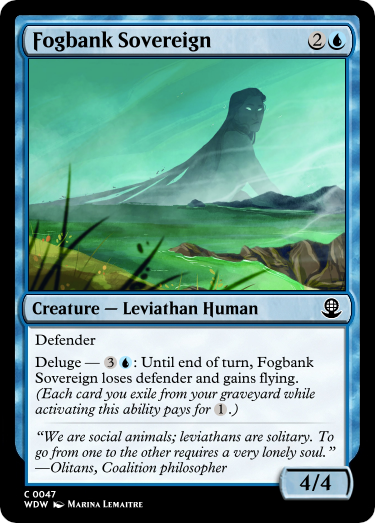 Fogbank Sovereign 2
Creature — Leviathan Human
Defender
Deluge — 3: Until end of turn, Fogbank
Sovereign loses defender and gains flying.
(Each card you exile from your graveyard while
activating this ability pays for 1.)
“We are social animals; leviathans are solitary. To
go from one to the other requires a very lonely soul.”
—Olitans, Coalition philosopher
4/4
C 0047
WDW Marina Lemaitre